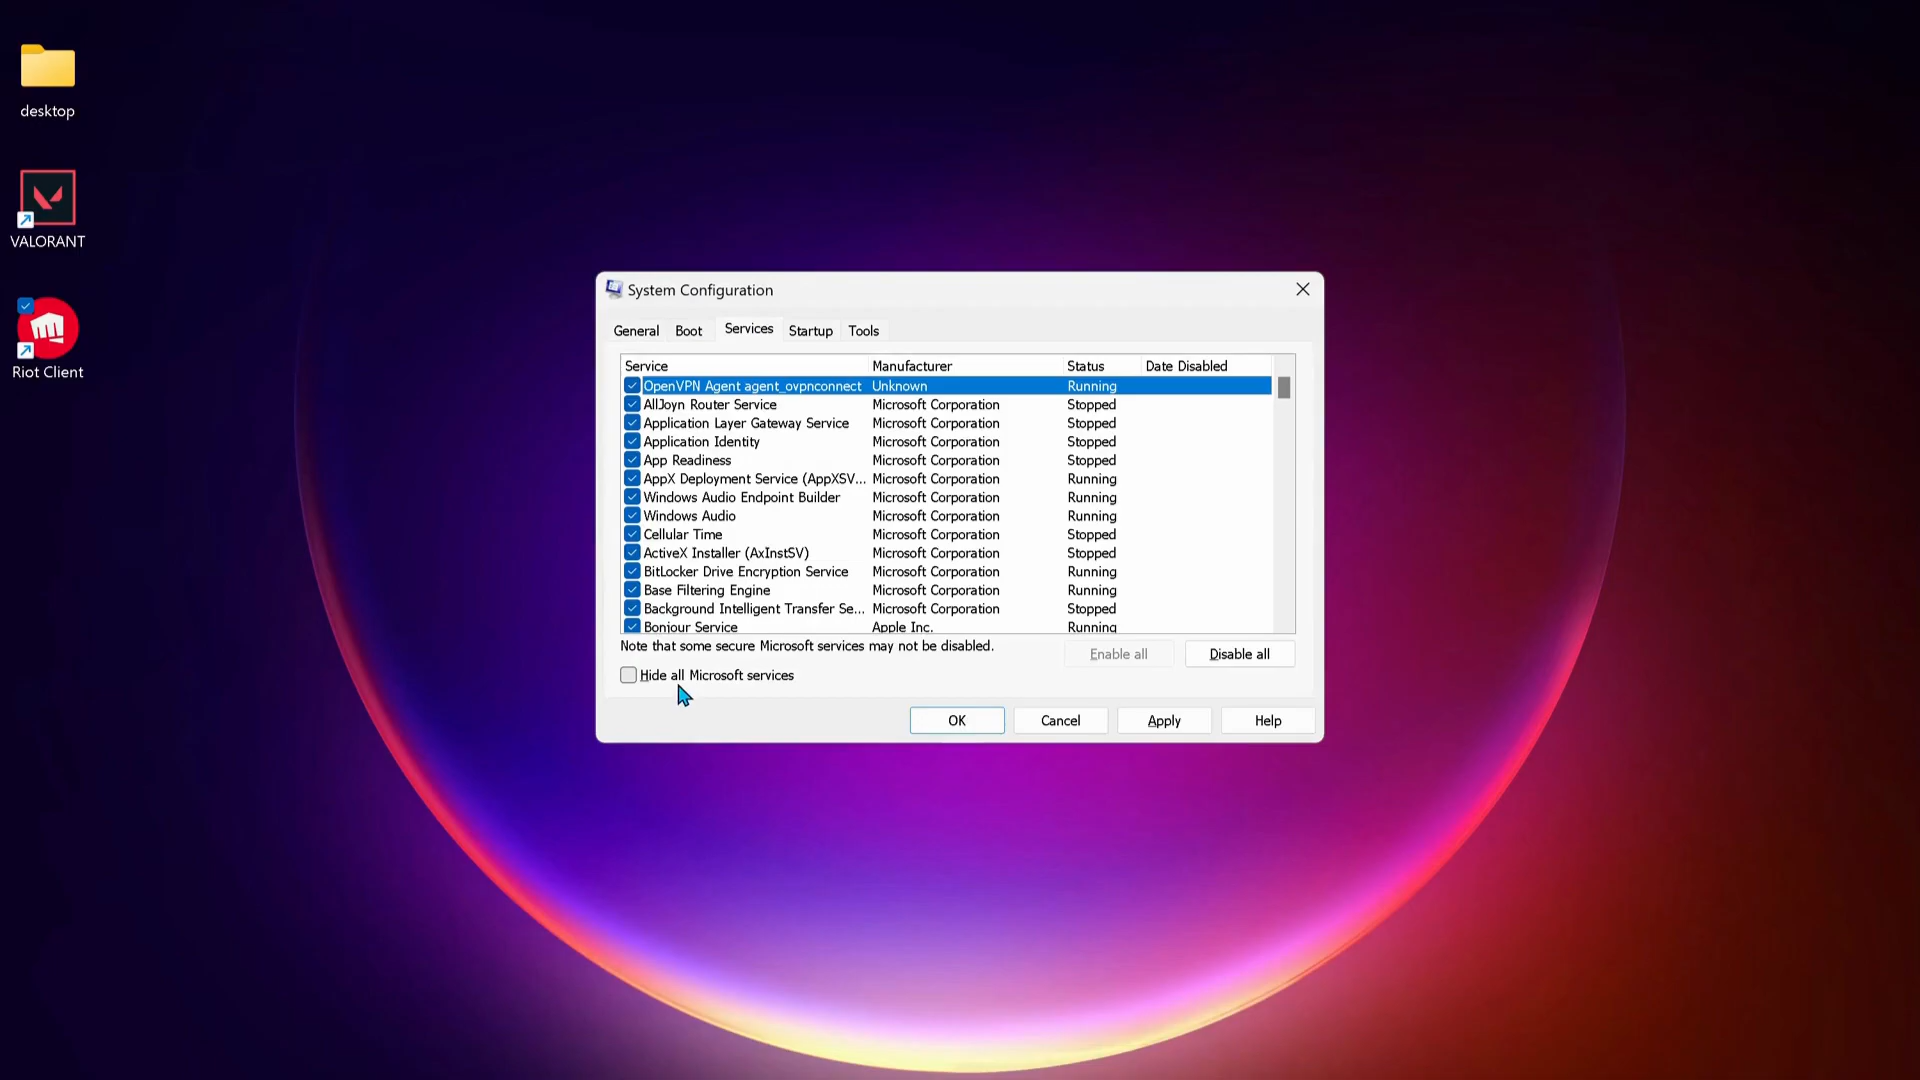 desktop
VALORANT
Riot Client
System Configuration
General Boot Services Startup Tools
Service Manufacturer Status Date Disabled
OpenVPN Agent agent_ovpnconnect Unknown Running
AllJoyn Router Service Microsoft Corporation Stopped
Application Layer Gateway Service Microsoft Corporation Stopped
Application Identity Microsoft Corporation Stopped
App Readiness Microsoft Corporation Stopped
AppX Deployment Service (AppXSV... Microsoft Corporation Running
Windows Audio Endpoint Builder Microsoft Corporation Running
Windows Audio Microsoft Corporation Running
Cellular Time Microsoft Corporation Stopped
ActiveX Installer (AxInstSV) Microsoft Corporation Stopped
BitLocker Drive Encryption Service Microsoft Corporation Running
Base Filtering Engine Microsoft Corporation Running
Background Intelligent Transfer Se... Microsoft Corporation Stopped
Bonjour Service Apple Inc. Running
Note that some secure Microsoft services may not be disabled.
Enable all Disable all
Hide all Microsoft services
OK Cancel Apply Help